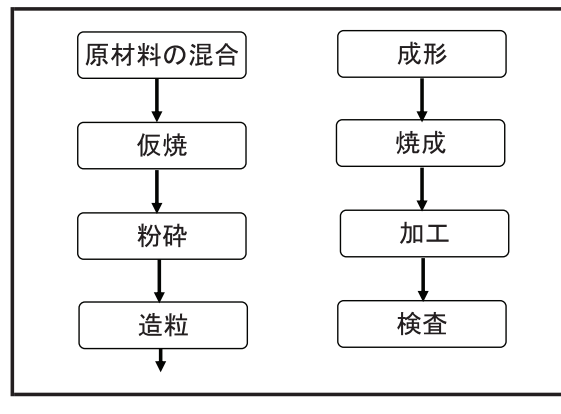 原材料の混合
仮焼
粉砕
造粒
成形
焼成
加工
検査